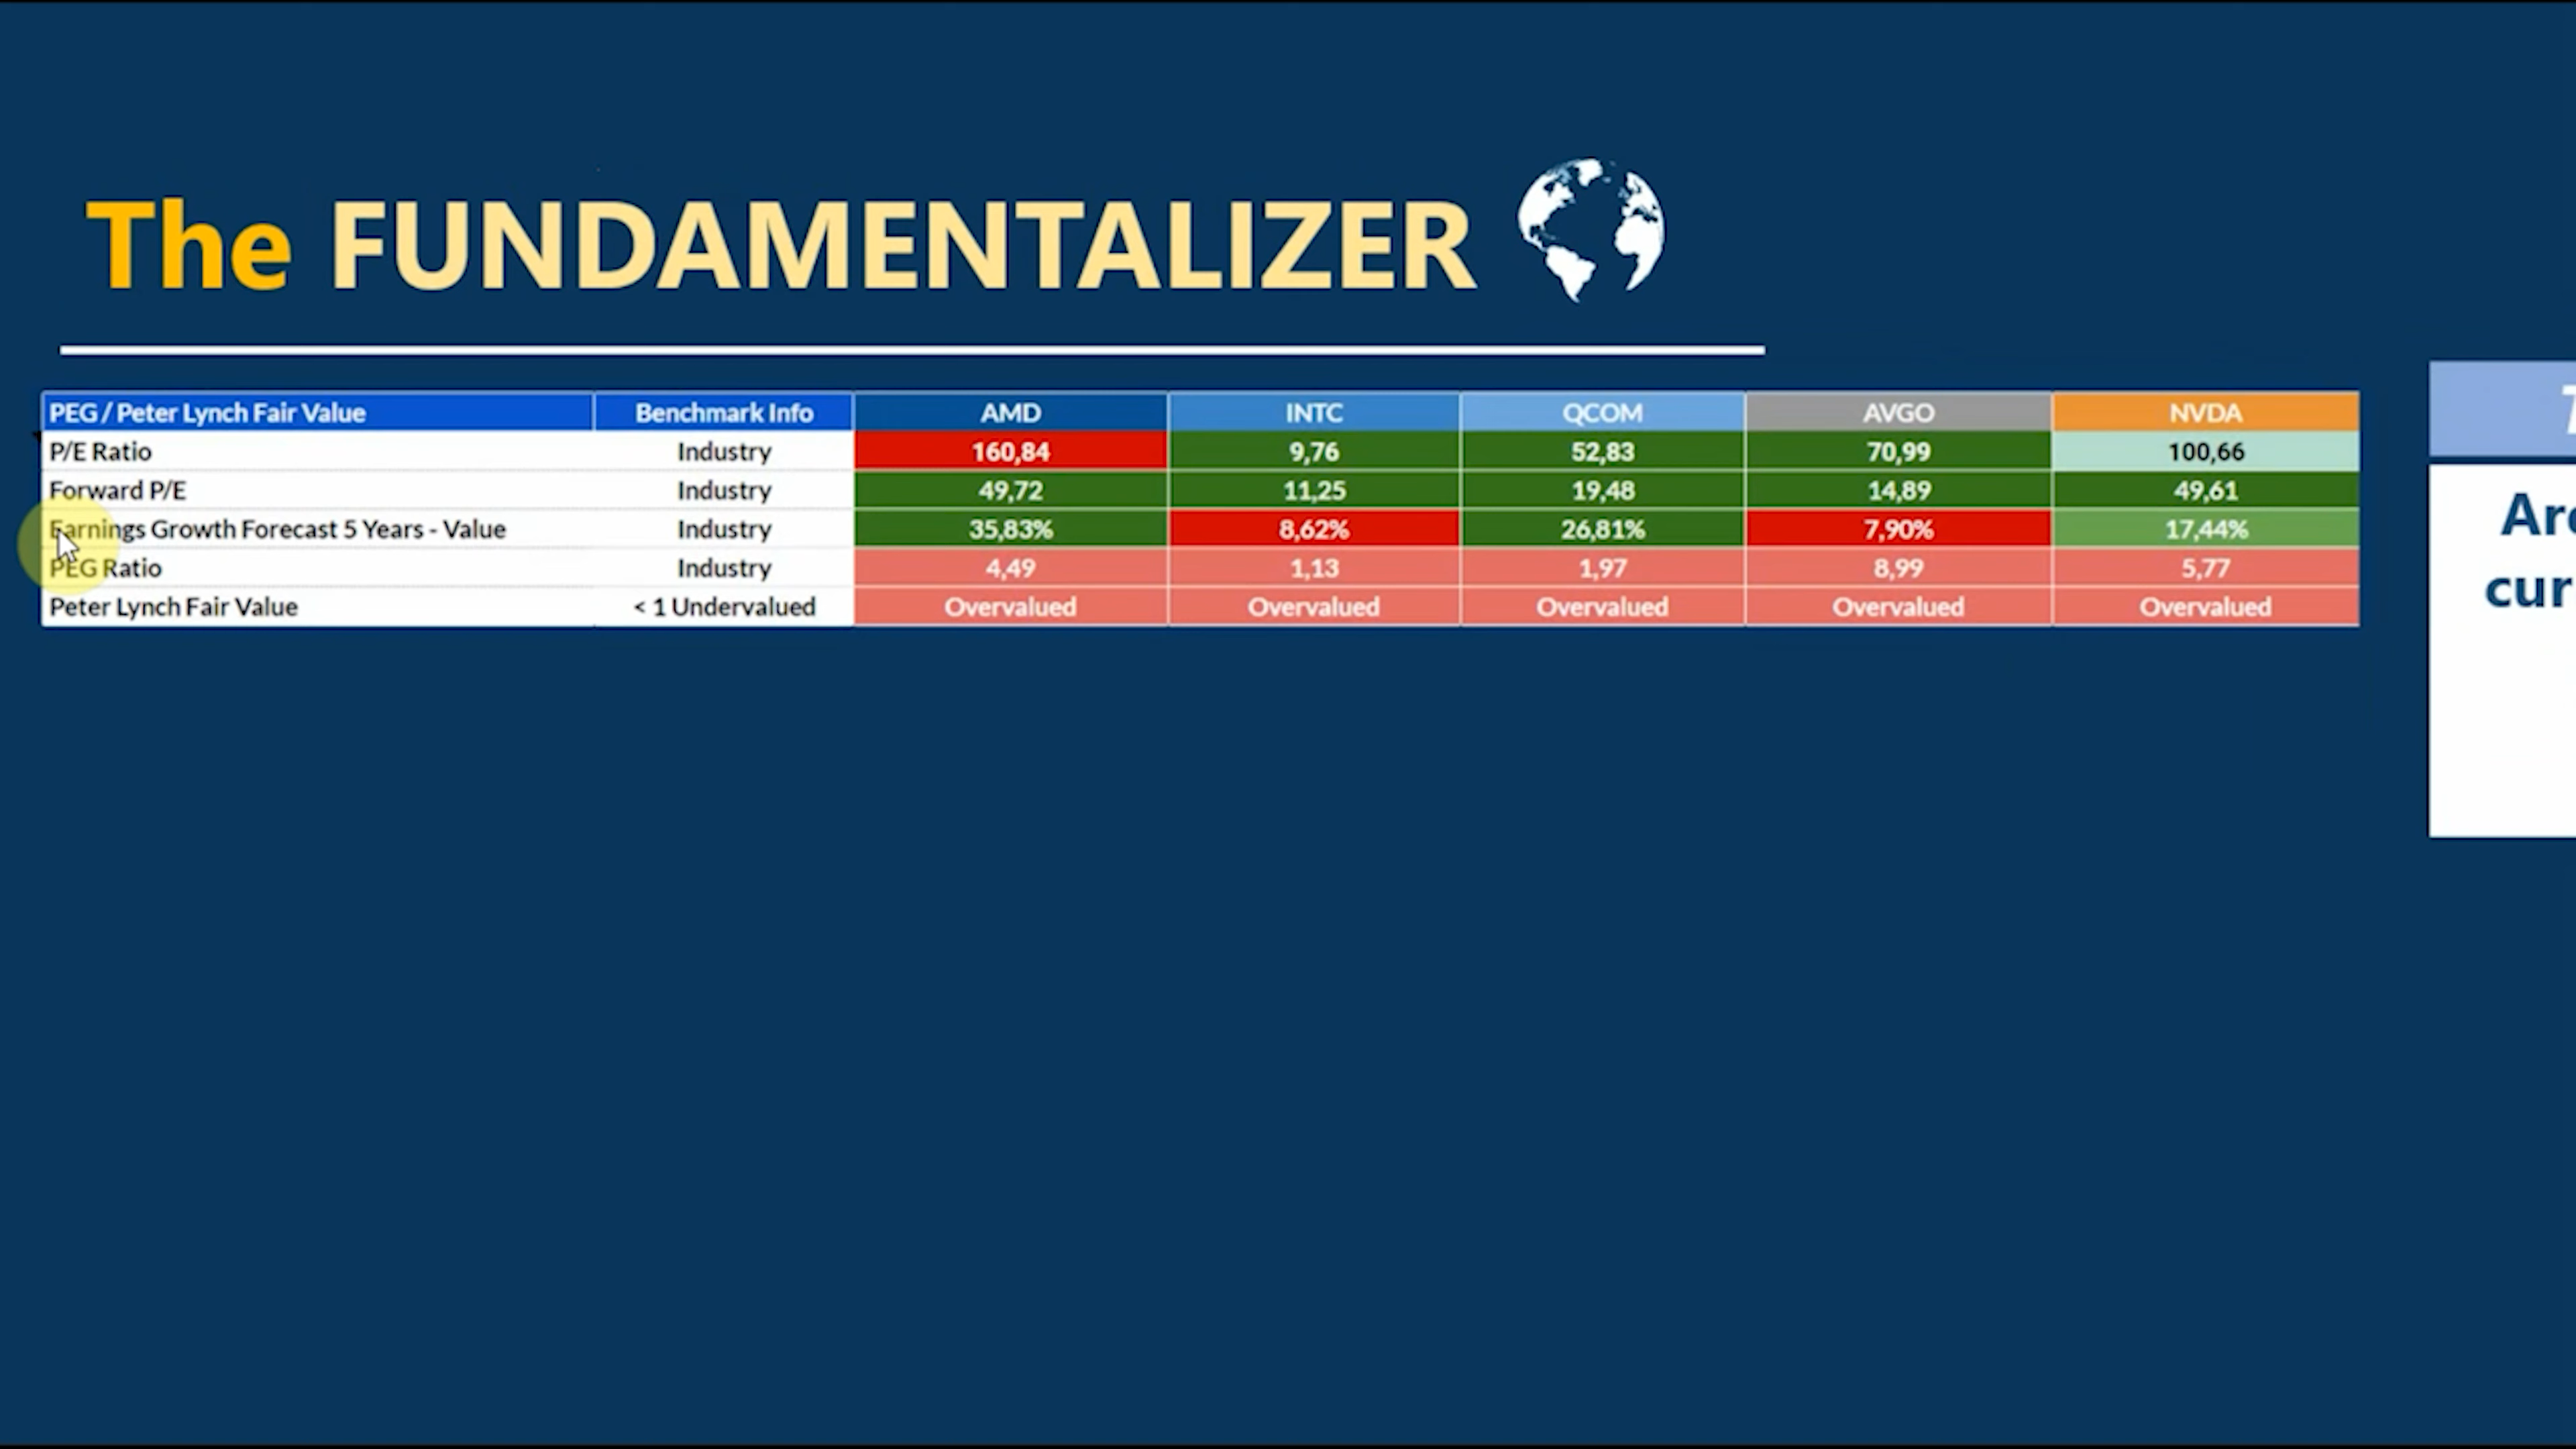 The FUNDAMENTALIZER
PEG / Peter Lynch Fair Value Benchmark Info AMD INTC QCOM AVGO NVDA
P/E Ratio Industry 160,84 9,76 52,83 70,99 100,66
Forward P/E Industry 49,72 11,25 19,48 14,89 49,61
Earnings Growth Forecast 5 Years - Value Industry 35,83% 8,62% 26,81% 7,90% 17,44%
PEG Ratio Industry 4,49 1,13 1,97 8,99 5,77
Peter Lynch Fair Value < 1 Undervalued Overvalued Overvalued Overvalued Overvalued Overvalued